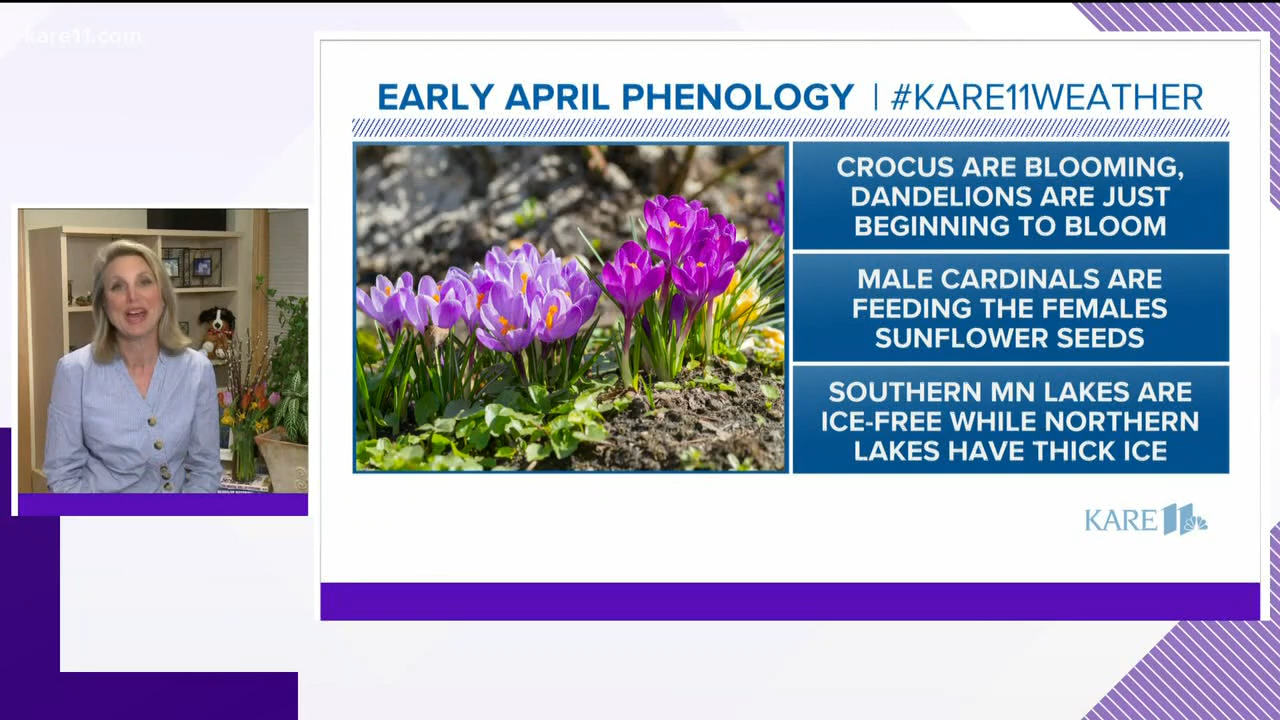 kare11.com
EARLY APRIL PHENOLOGY | #KARE11WEATHER
CROCUS ARE BLOOMING,
DANDELIONS ARE JUST
BEGINNING TO BLOOM
MALE CARDINALS ARE
FEEDING THE FEMALES
SUNFLOWER SEEDS
SOUTHERN MN LAKES ARE
ICE-FREE WHILE NORTHERN
LAKES HAVE THICK ICE
KARE 11